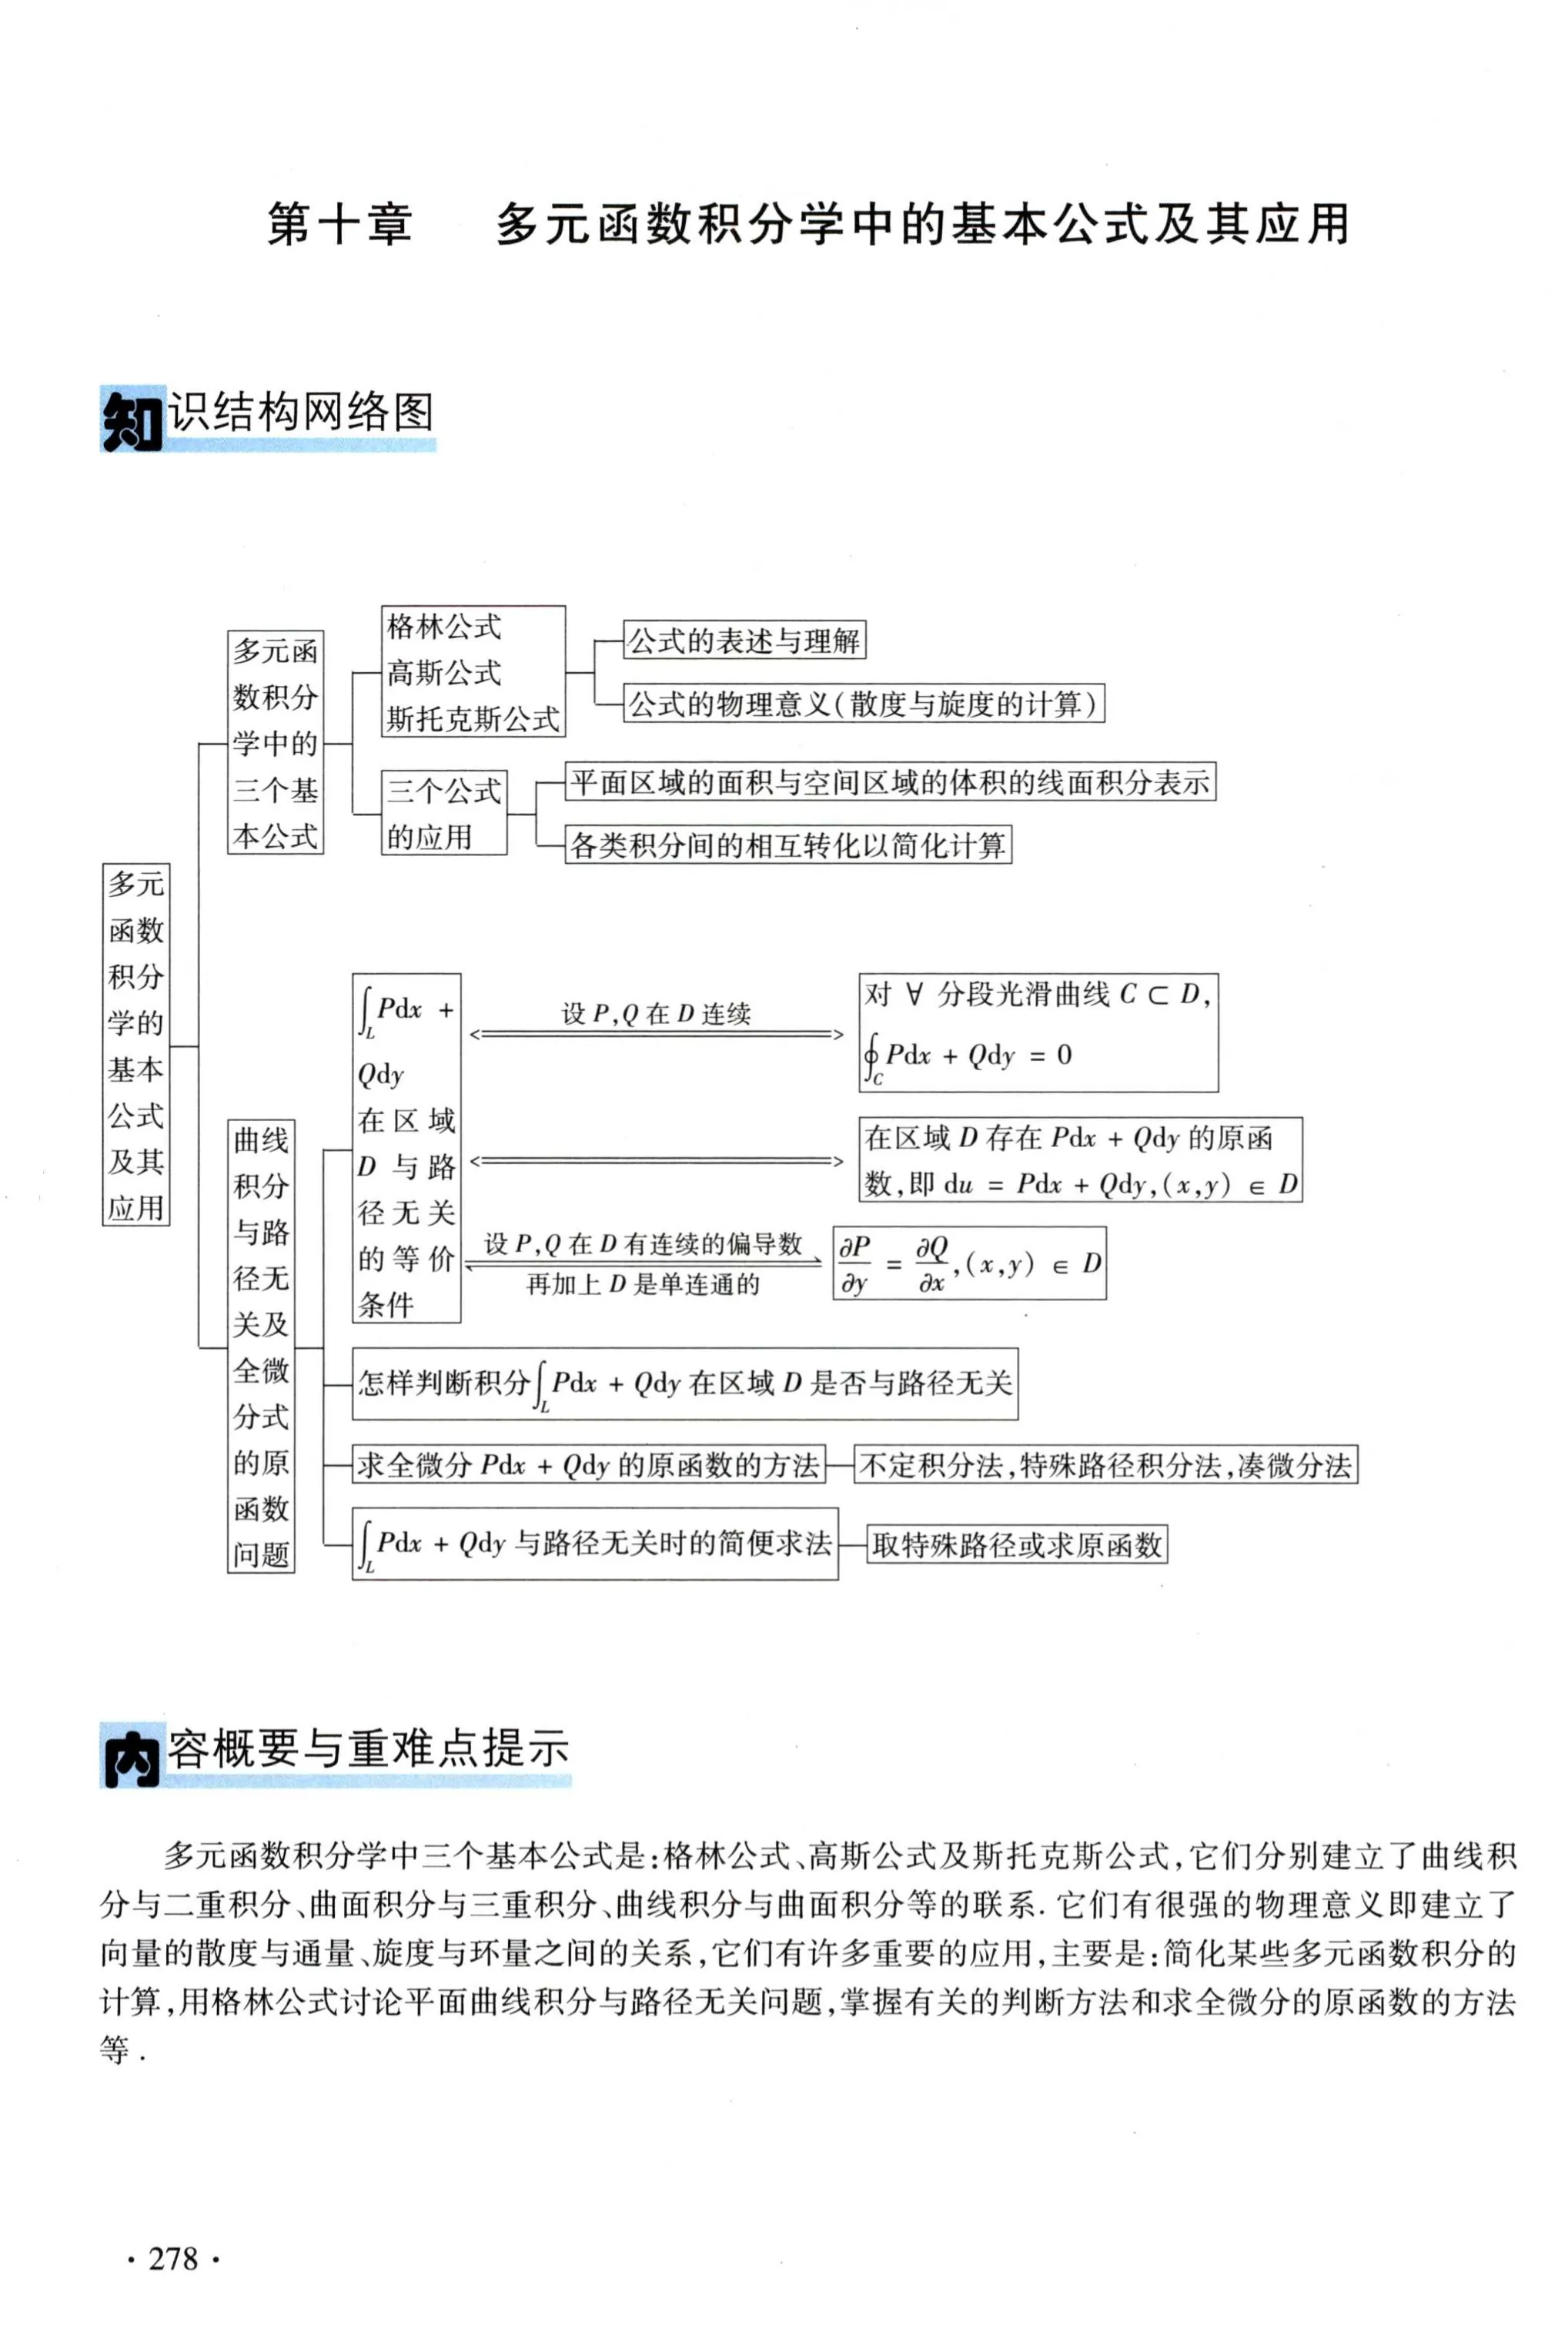 第十章 多元函数积分学中的基本公式及其应用
知识结构网络图
多元
函数
积分
学的
基本
公式
及其
应用
多元函
数积分
学中的
三个基
本公式
格林公式
高斯公式
斯托克斯公式
公式的表述与理解
公式的物理意义(散度与旋度的计算)
三个公式
的应用
平面区域的面积与空间区域的体积的线面积分表示
各类积分间的相互转化以简化计算
曲线
积分
与路
径无
关及
全微
分式
的原
函数
问题
∫_L Pdx +
Qdy
在区域
D 与路
径无关
的等价
条件
设 P,Q 在 D 连续
对 ∀ 分段光滑曲线 C ⊂ D,
∮_C Pdx + Qdy = 0
在区域 D 存在 Pdx + Qdy 的原函
数,即 du = Pdx + Qdy,(x,y) ∈ D
设 P,Q 在 D 有连续的偏导数
再加上 D 是单连通的
∂P/∂y = ∂Q/∂x,(x,y) ∈ D
怎样判断积分∫_L Pdx + Qdy 在区域 D 是否与路径无关
求全微分 Pdx + Qdy 的原函数的方法
不定积分法,特殊路径积分法,凑微分法
∫_L Pdx + Qdy 与路径无关时的简便求法
取特殊路径或求原函数
内容概要与重难点提示
多元函数积分学中三个基本公式是:格林公式、高斯公式及斯托克斯公式,它们分别建立了曲线积
分与二重积分、曲面积分与三重积分、曲线积分与曲面积分等的联系. 它们有很强的物理意义即建立了
向量的散度与通量、旋度与环量之间的关系,它们有许多重要的应用,主要是:简化某些多元函数积分的
计算,用格林公式讨论平面曲线积分与路径无关问题,掌握有关的判断方法和求全微分的原函数的方法
等.
· 278 ·